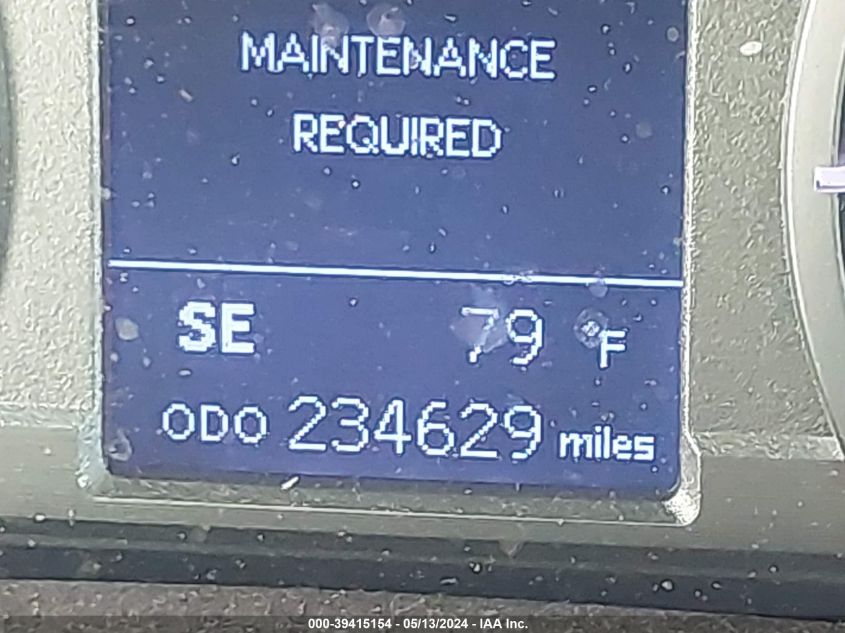 MAINTENANCE
REQUIRED
SE 79 °F
ODO 234629 miles
000-39415154 - 05/13/2024 - IAA Inc.